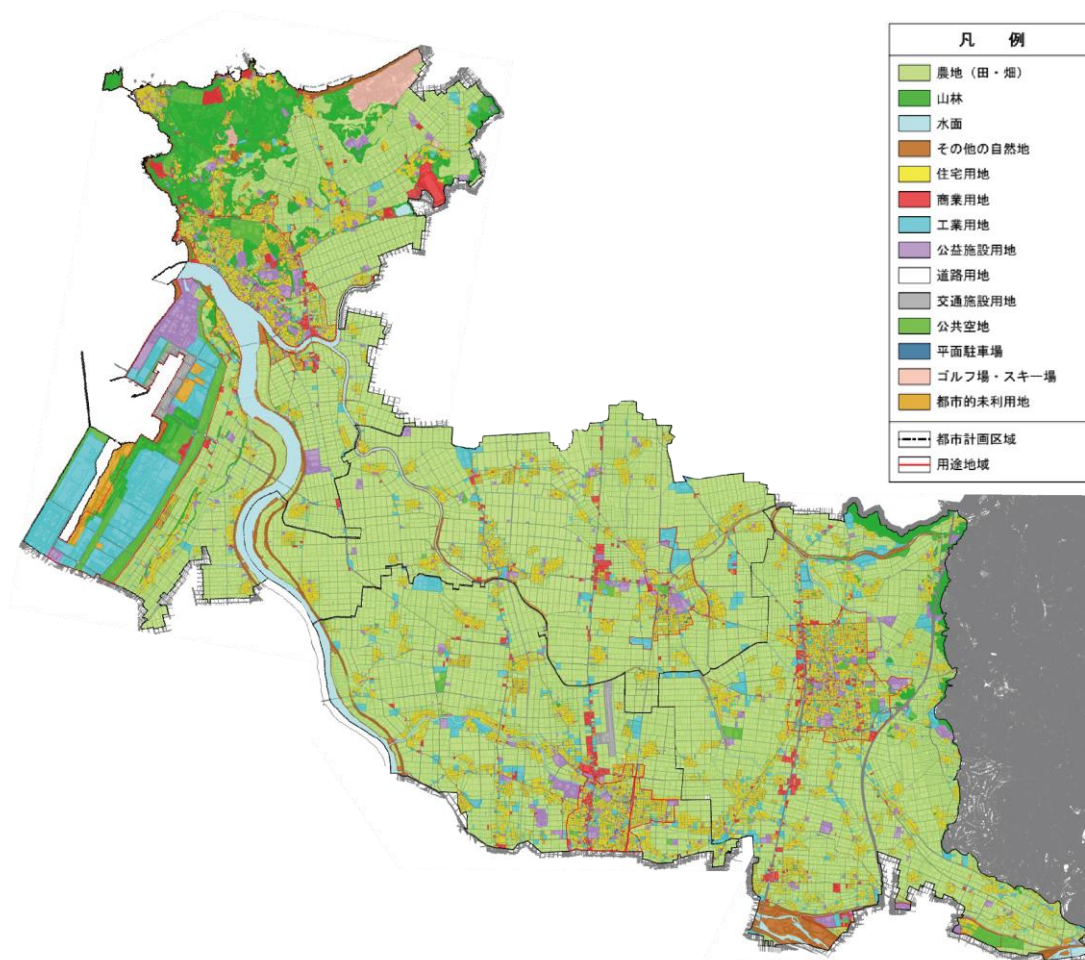 凡　例
農地（田・畑）
山林
水面
その他の自然地
住宅用地
商業用地
工業用地
公益施設用地
道路用地
交通施設用地
公共空地
平面駐車場
ゴルフ場・スキー場
都市的未利用地
都市計画区域
用途地域